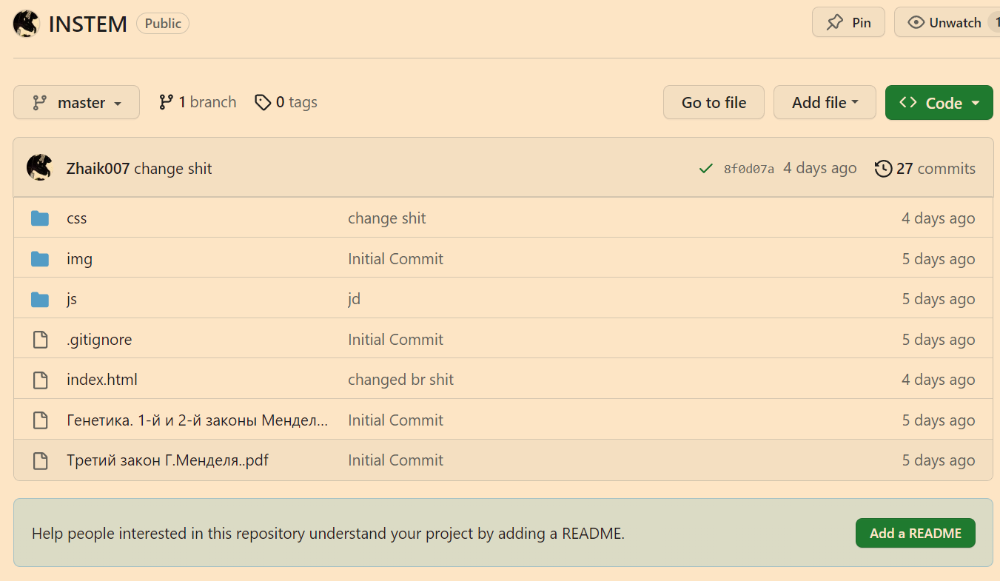 INSTEM Public Pin Unwatch 1
master 1 branch 0 tags Go to file Add file Code
Zhaik007 change shit 8f0d07a 4 days ago 27 commits
css change shit 4 days ago
img Initial Commit 5 days ago
js jd 5 days ago
.gitignore Initial Commit 5 days ago
index.html changed br shit 4 days ago
Генетика. 1-й и 2-й законы Мендел... Initial Commit 5 days ago
Третий закон Г.Менделя..pdf Initial Commit 5 days ago
Help people interested in this repository understand your project by adding a README. Add a README